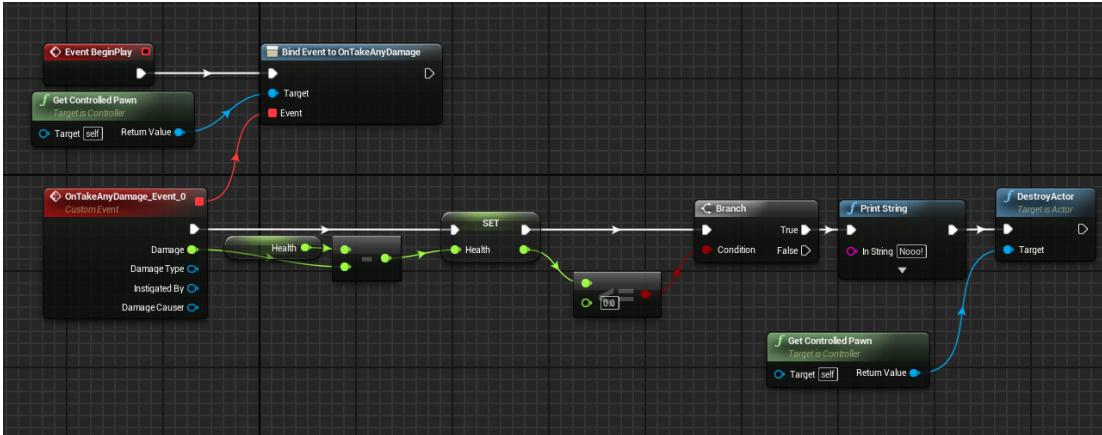 Event BeginPlay
Bind Event to OnTakeAnyDamage
Get Controlled Pawn
Target is Controller
Target self
Return Value
Target
Event
OnTakeAnyDamage_Event_0
Custom Event
Damage
Damage Type
Instigated By
Damage Causer
Health
-
SET
Health
<=
0.0
Branch
Condition
True
False
Print String
In String Nooo!
DestroyActor
Target is Actor
Target
Get Controlled Pawn
Target is Controller
Target self
Return Value